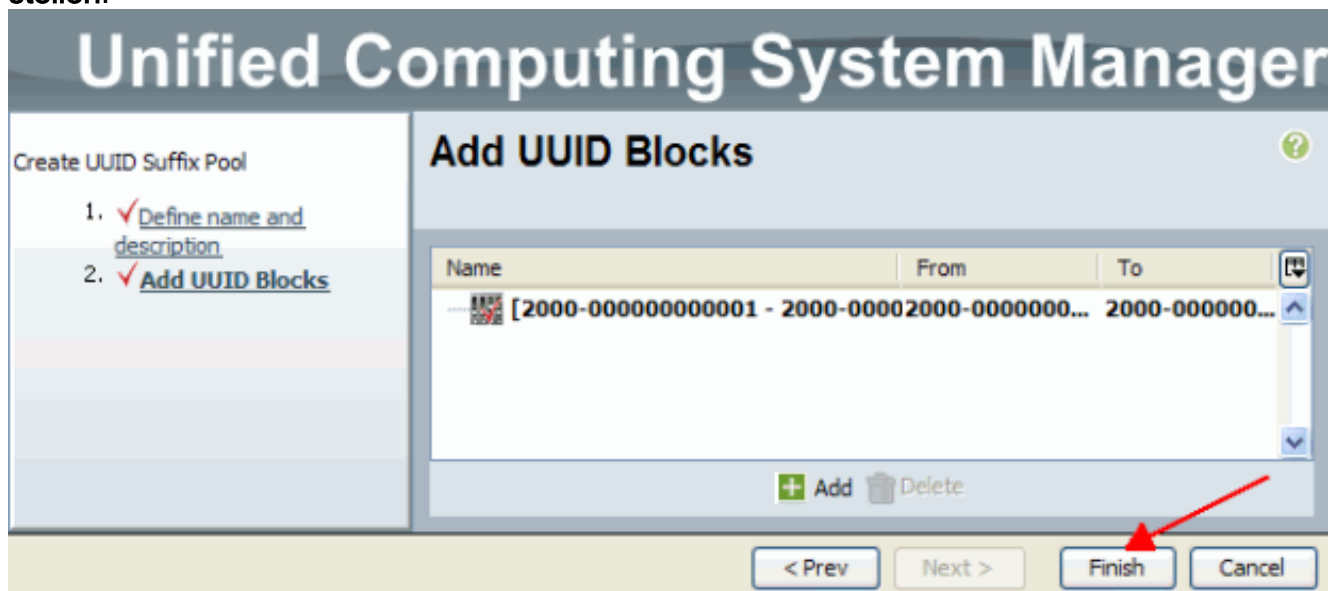 Unified Computing System Manager
Create UUID Suffix Pool
1. Define name and
description
2. Add UUID Blocks
Add UUID Blocks
?
Name From To
[2000-000000000001 - 2000-0000 2000-0000000... 2000-000000...
Add Delete
< Prev Next > Finish Cancel